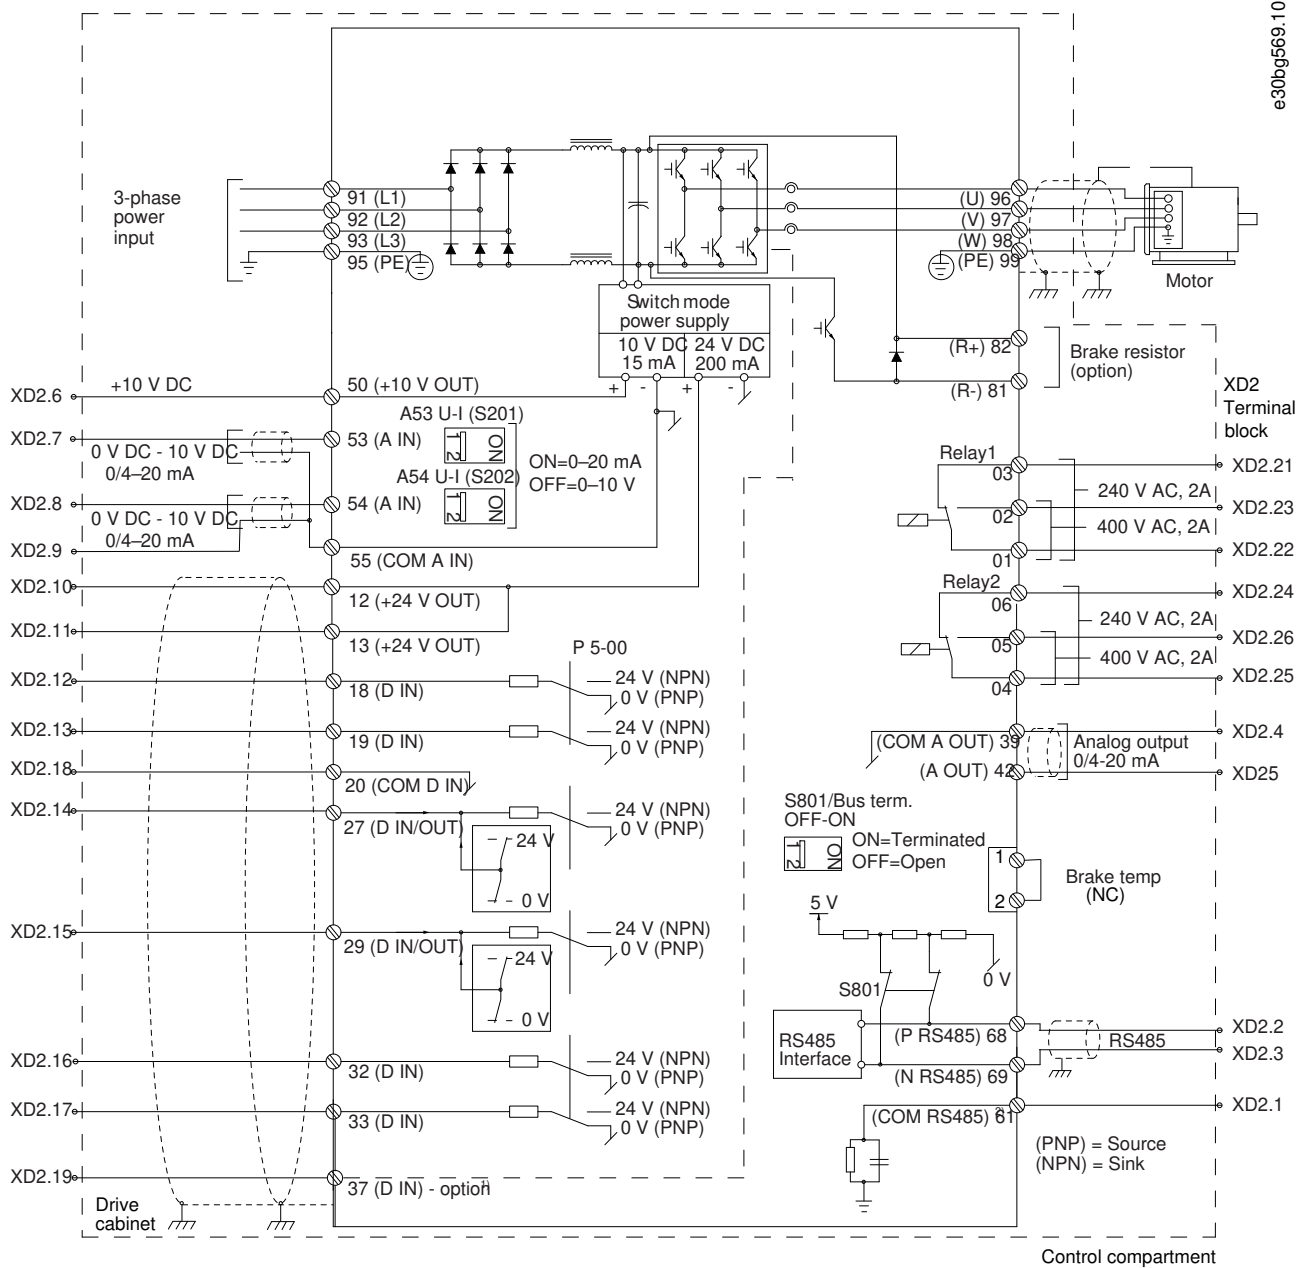 e30bg569.10
3-phase
power
input
91 (L1)
92 (L2)
93 (L3)
95 (PE)
(U) 96
(V) 97
(W) 98
(PE) 99
Motor
Switch mode
power supply
10 V DC
15 mA
24 V DC
200 mA
+ - + -
(R+) 82
(R-) 81
Brake resistor
(option)
XD2
Terminal
block
XD2.6
+10 V DC
50 (+10 V OUT)
A53 U-I (S201)
1 2
ON
XD2.7
0 V DC - 10 V DC
0/4–20 mA
53 (A IN)
A54 U-I (S202)
1 2
ON
ON=0–20 mA
OFF=0–10 V
XD2.8
0 V DC - 10 V DC
0/4–20 mA
54 (A IN)
XD2.9
55 (COM A IN)
XD2.10
12 (+24 V OUT)
XD2.11
13 (+24 V OUT)
P 5-00
XD2.12
18 (D IN)
24 V (NPN)
0 V (PNP)
XD2.13
19 (D IN)
24 V (NPN)
0 V (PNP)
XD2.18
20 (COM D IN)
XD2.14
27 (D IN/OUT)
24 V (NPN)
0 V (PNP)
24 V
0 V
XD2.15
29 (D IN/OUT)
24 V (NPN)
0 V (PNP)
24 V
0 V
XD2.16
32 (D IN)
24 V (NPN)
0 V (PNP)
XD2.17
33 (D IN)
24 V (NPN)
0 V (PNP)
XD2.19
37 (D IN) - option 1)
Drive
cabinet
Relay1
03
02
01
240 V AC, 2A
400 V AC, 2A
XD2.21
XD2.23
XD2.22
Relay2
06
05
04
240 V AC, 2A
400 V AC, 2A
XD2.24
XD2.26
XD2.25
(COM A OUT) 39
(A OUT) 42
Analog output
0/4-20 mA
XD2.4
XD25
S801/Bus term.
OFF-ON
1 2
ON
ON=Terminated
OFF=Open
1
2
Brake temp
(NC)
5 V
0 V
S801
RS485
Interface
(P RS485) 68
(N RS485) 69
RS485
XD2.2
XD2.3
(COM RS485) 61 2)
XD2.1
(PNP) = Source
(NPN) = Sink
Control compartment